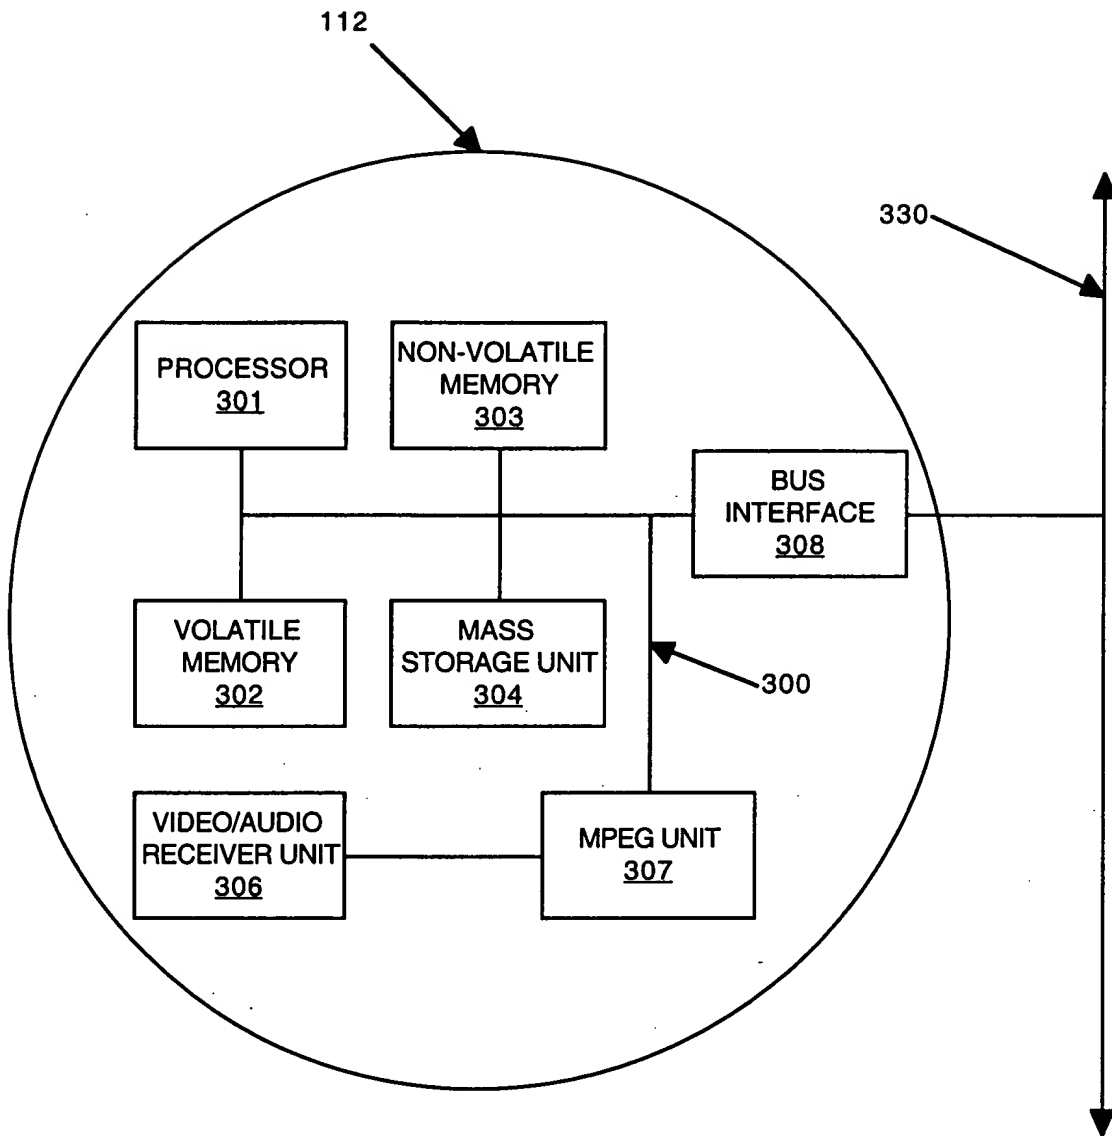 112
330
PROCESSOR
301
NON-VOLATILE
MEMORY
303
BUS
INTERFACE
308
VOLATILE
MEMORY
302
MASS
STORAGE UNIT
304
300
VIDEO/AUDIO
RECEIVER UNIT
306
MPEG UNIT
307